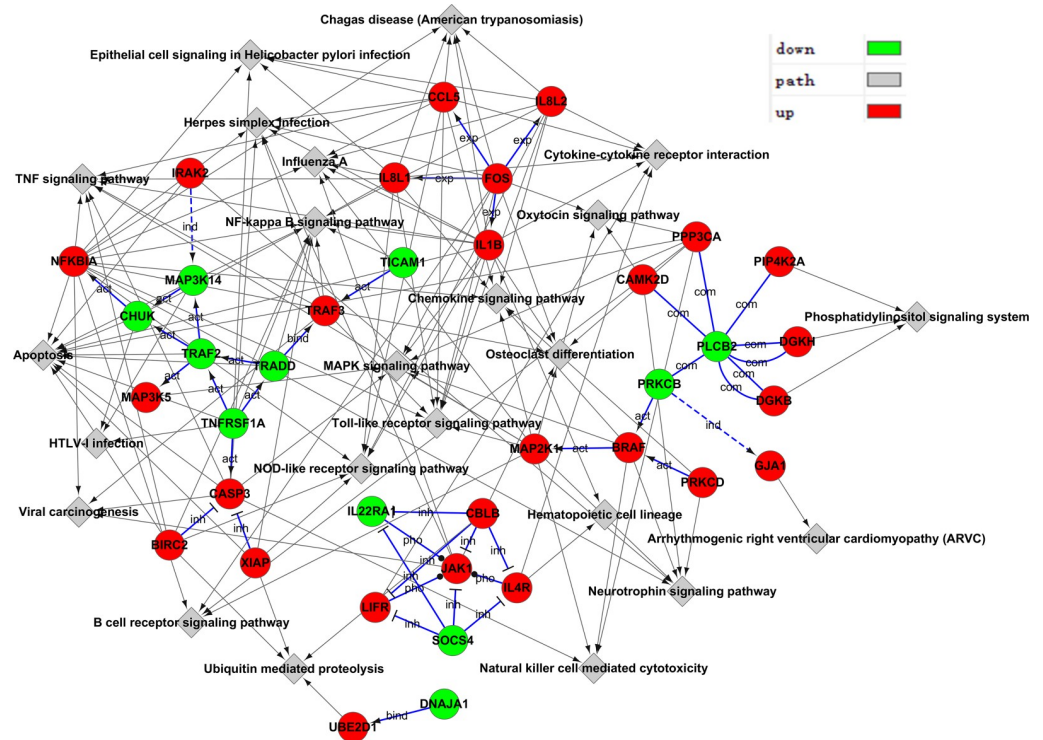 Chagas disease (American trypanosomiasis)
down
Epithelial cell signaling in Helicobacter pylori infection
path
CCL5
IL8L2
up
Herpes simplex infection
exp
exp
Influenza A
Cytokine-cytokine receptor interaction
IRAK2
TNF signaling pathway
IL8L1
exp
FOS
exp
NF-kappa B signaling pathway
Oxytocin signaling pathway
ind
PPP3CA
IL1B
NFKBIA
TICAM1
PIP4K2A
MAP3K14
CAMK2D
act
act
act
com
Chemokine signaling pathway
com
CHUK
TRAF3
com
Phosphatidylinositol signaling system
act
bind
PLCB2
com
DGKH
Apoptosis
TRAF2
act
TRADD
MAPK signaling pathway
Osteoclast differentiation
com
com
com
act
PRKCB
com
MAP3K5
act
DGKB
act
TNFRSF1A
Toll-like receptor signaling pathway
ind
HTLV-I infection
MAP2K1
act
BRAF
act
NOD-like receptor signaling pathway
act
GJA1
CASP3
PRKCD
Viral carcinogenesis
IL22RA1
inh
CBLB
Hematopoietic cell lineage
inh
pho
inh
inh
Arrhythmogenic right ventricular cardiomyopathy (ARVC)
BIRC2
inh
XIAP
inh
JAK1
pho
IL4R
pho
Neurotrophin signaling pathway
LIFR
inh
inh
B cell receptor signaling pathway
inh
SOCS4
Ubiquitin mediated proteolysis
Natural killer cell mediated cytotoxicity
DNAJA1
bind
UBE2D1